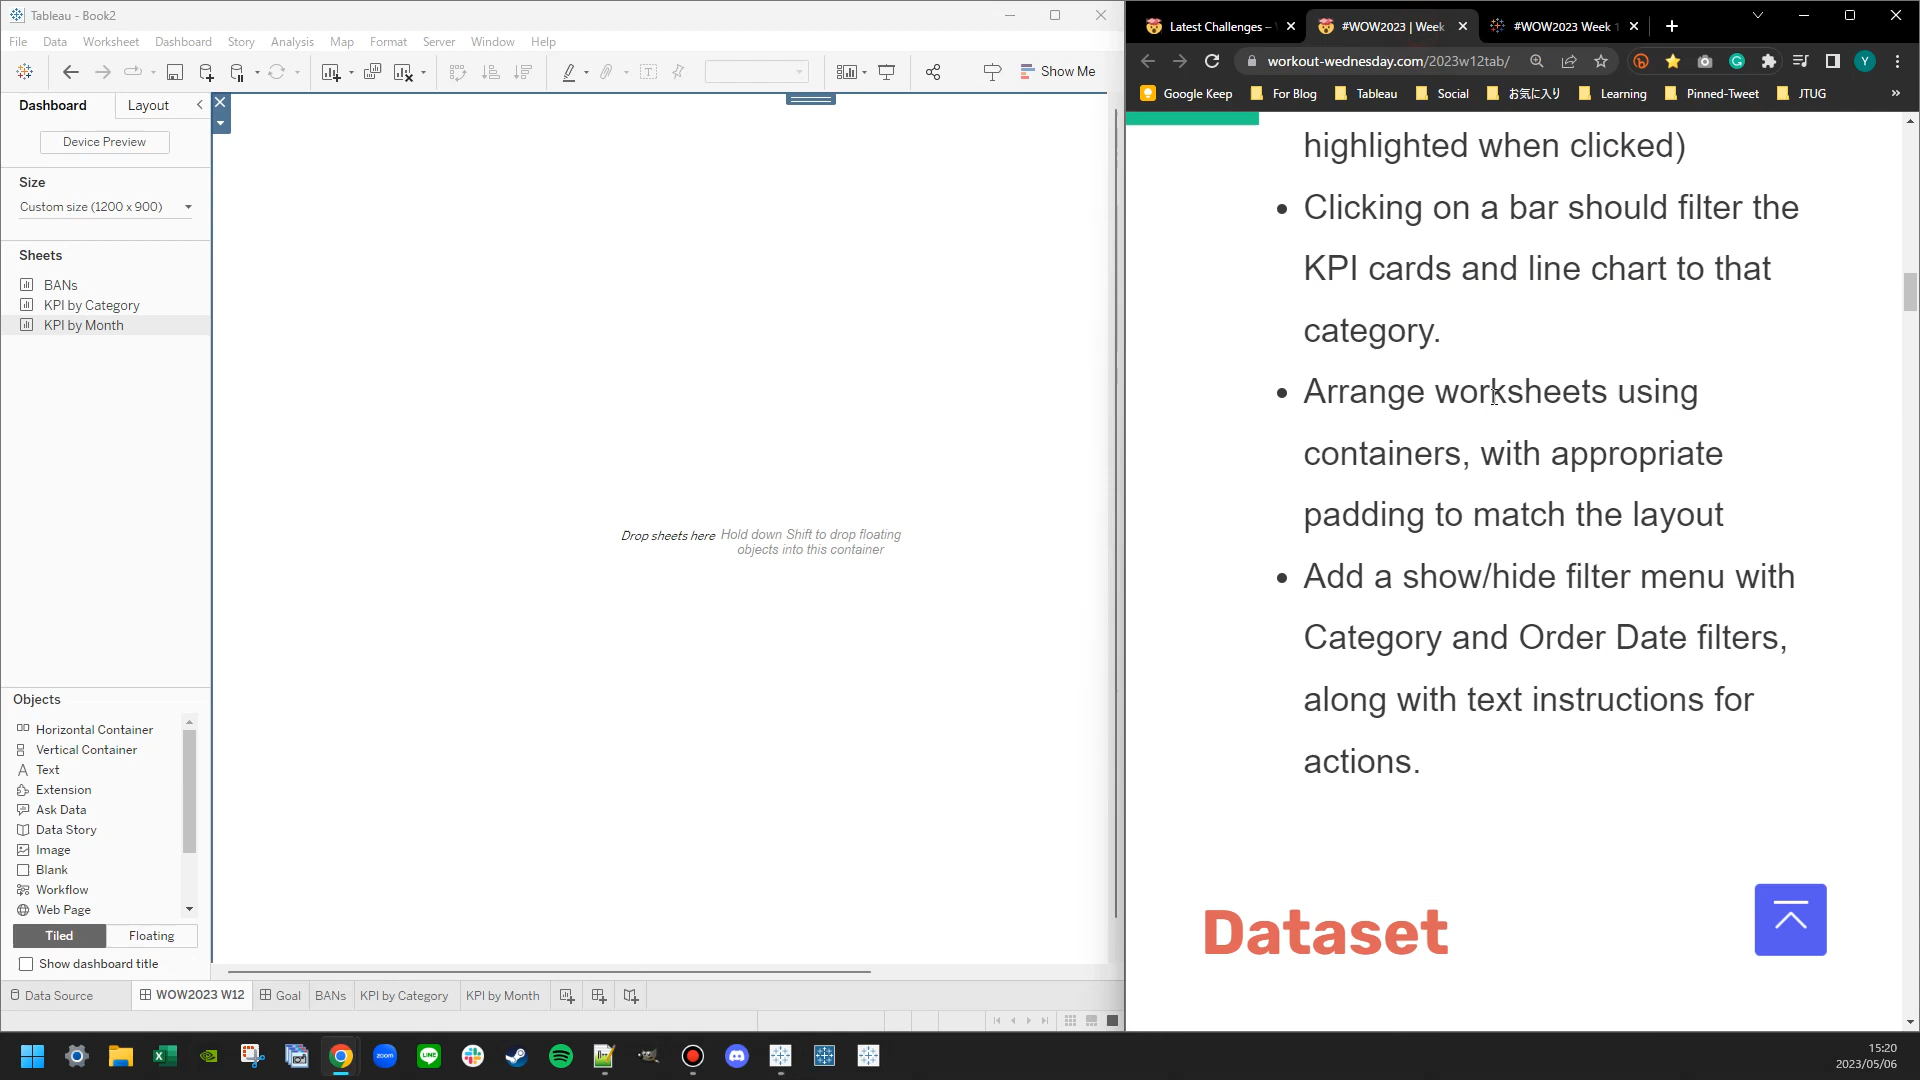 Tableau - Book2
File Data Worksheet Dashboard Story Analysis Map Format Server Window Help
Show Me
Dashboard Layout
Device Preview
Size
Custom size (1200 x 900)
Sheets
BANs
KPI by Category
KPI by Month
Drop sheets here Hold down Shift to drop floating
objects into this container
Objects
Horizontal Container
Vertical Container
Text
Extension
Ask Data
Data Story
Image
Blank
Workflow
Web Page
Tiled Floating
Show dashboard title
Data Source WOW2023 W12 Goal BANs KPI by Category KPI by Month
Latest Challenges – #WOW2023 | Week #WOW2023 Week 1
workout-wednesday.com/2023w12tab/
Google Keep For Blog Tableau Social お気に入り Learning Pinned-Tweet JTUG
highlighted when clicked)
• Clicking on a bar should filter the
KPI cards and line chart to that
category.
• Arrange worksheets using
containers, with appropriate
padding to match the layout
• Add a show/hide filter menu with
Category and Order Date filters,
along with text instructions for
actions.
Dataset
zoom
LINE
15:20
2023/05/06